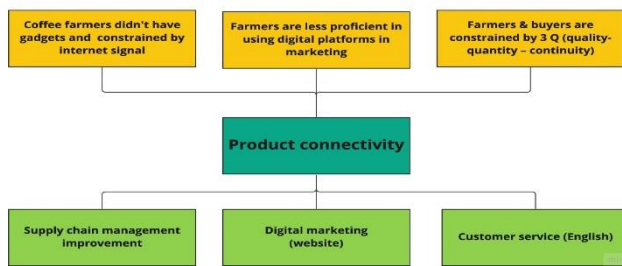 Coffee farmers didn't have
gadgets and constrained by
internet signal
Farmers are less proficient in
using digital platforms in
marketing
Farmers & buyers are
constrained by 3 Q (quality-
quantity – continuity)
Product connectivity
Supply chain management
improvement
Digital marketing
(website)
Customer service (English)